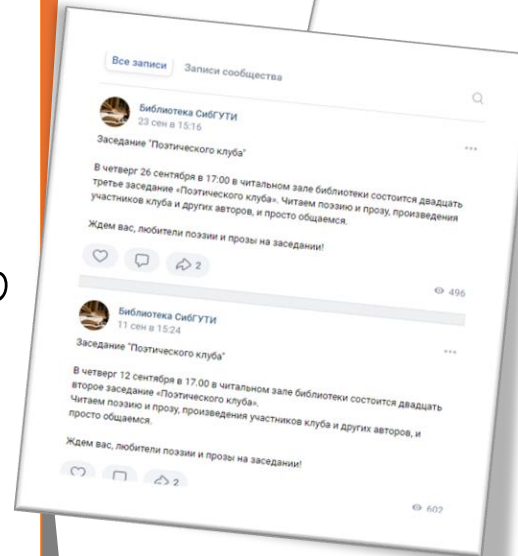 Все записи Записи сообщества
Библиотека СибГУТИ
23 сен в 15:16
Заседание "Поэтического клуба"
В четверг 26 сентября в 17:00 в читальном зале библиотеки состоится двадцать
третье заседание «Поэтического клуба». Читаем поэзию и прозу, произведения
участников клуба и других авторов, и просто общаемся.
Ждем вас, любители поэзии и прозы на заседании!
2
496
Библиотека СибГУТИ
11 сен в 15:24
Заседание "Поэтического клуба"
В четверг 12 сентября в 17.00 в читальном зале библиотеки состоится двадцать
второе заседание «Поэтического клуба».
Читаем поэзию и прозу, произведения участников клуба и других авторов, и
просто общаемся.
Ждем вас, любители поэзии и прозы на заседании!
2
602